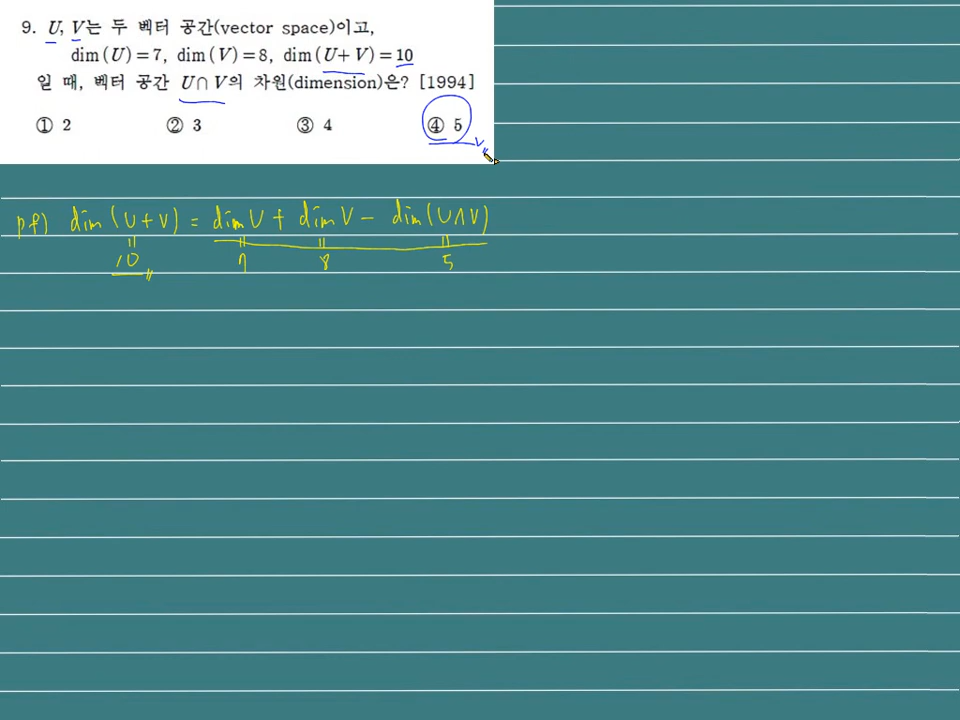 9. U, V는 두 벡터 공간(vector space)이고,
dim(U)=7, dim(V)=8, dim(U+V)=10
일 때, 벡터 공간 U∩V의 차원(dimension)은? [1994]
① 2 ② 3 ③ 4 ④ 5
pf) dim(U+V) = dim U + dim V - dim(U∩V)
10 7 8 5